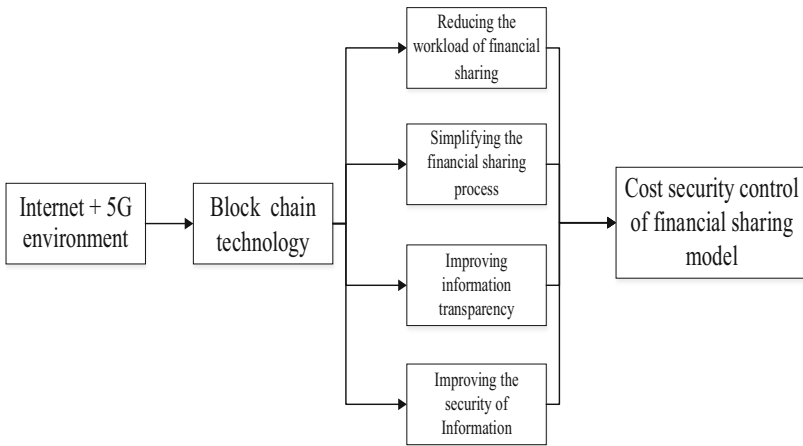 Reducing the
workload of financial
sharing
Simplifying the
financial sharing
process
Internet + 5G
environment
Block chain
technology
Cost security control
of financial sharing
model
Improving
information
transparency
Improving the
security of
Information